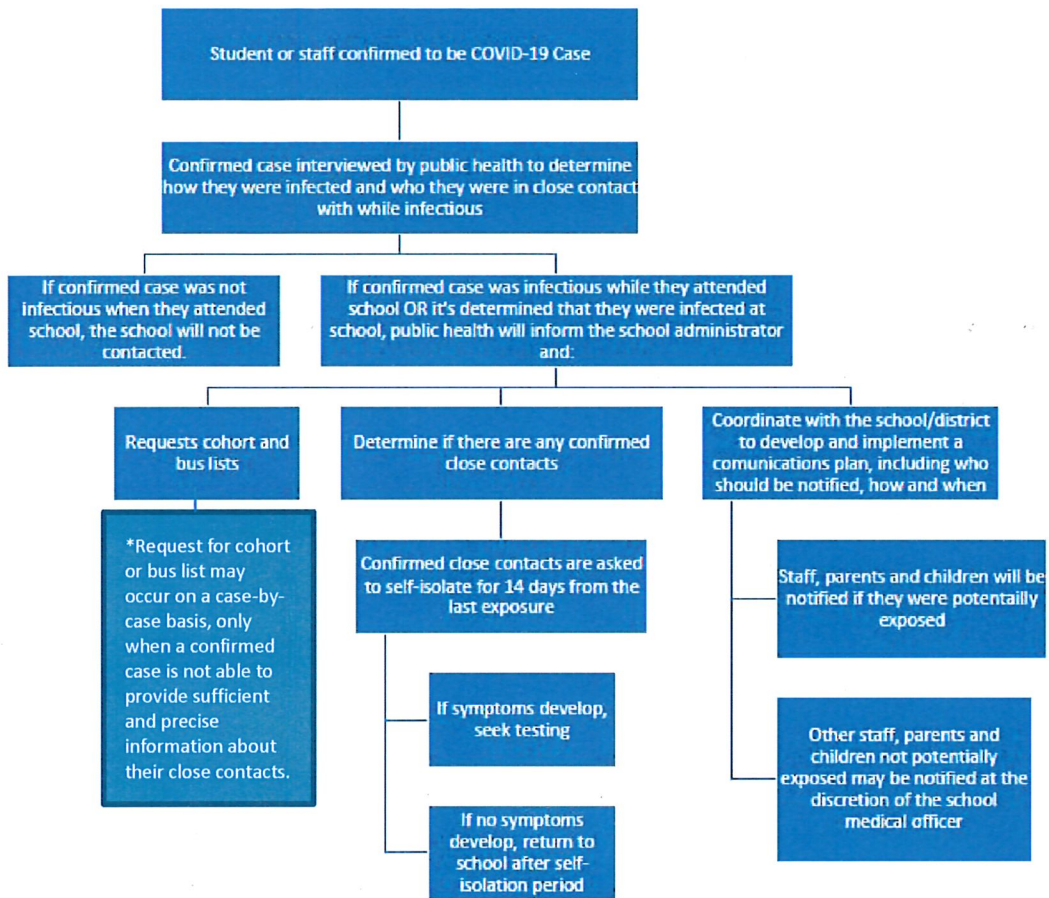 Student or staff confirmed to be COVID-19 Case
Confirmed case interviewed by public health to determine
how they were infected and who they were in close contact
with while infectious
If confirmed case was not
infectious when they attended
school, the school will not be
contacted.
If confirmed case was infectious while they attended
school OR it's determined that they were infected at
school, public health will inform the school administrator
and:
Requests cohort and
bus lists
*Request for cohort
or bus list may
occur on a case-by-
case basis, only
when a confirmed
case is not able to
provide sufficient
and precise
information about
their close contacts.
Determine if there are any confirmed
close contacts
Confirmed close contacts are asked
to self-isolate for 14 days from the
last exposure
If symptoms develop,
seek testing
If no symptoms
develop, return to
school after self-
isolation period
Coordinate with the school/district
to develop and implement a
comunications plan, including who
should be notified, how and when
Staff, parents and children will be
notified if they were potentailly
exposed
Other staff, parents and
children not potentially
exposed may be notified at the
discretion of the school
medical officer